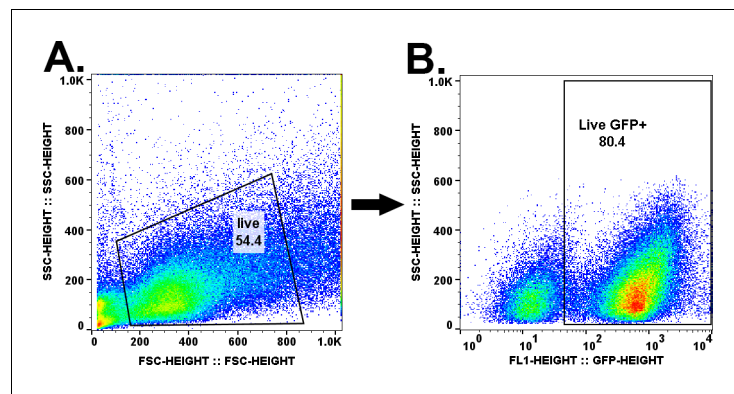 A.
1.0K
800
600
400
200
0
SSC-HEIGHT :: SSC-HEIGHT
live
54.4
0 200 400 600 800 1.0K
FSC-HEIGHT :: FSC-HEIGHT
B.
1.0K
800
600
400
200
0
SSC-HEIGHT :: SSC-HEIGHT
Live GFP+
80.4
10⁰ 10¹ 10² 10³ 10⁴
FL1-HEIGHT :: GFP-HEIGHT